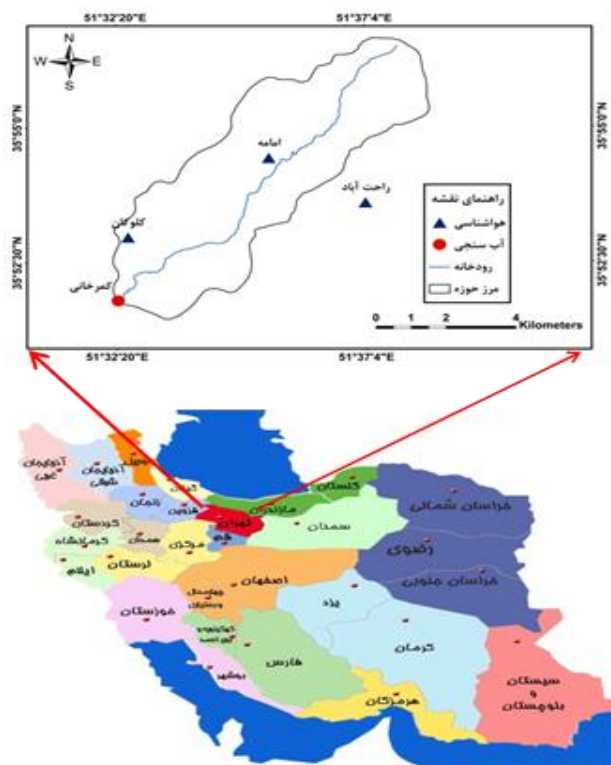 51°32'20"E 51°37'4"E
N
W E
S
35°55'0"N
35°55'0"N
امامه
راحت آباد
کلوکان
کمرخانی
35°52'30"N
35°52'30"N
راهنمای نقشه
هواشناسی
آب سنجی
رودخانه
مرز حوزه
0 1 2 4
Kilometers
51°32'20"E 51°37'4"E
آذربایجان
غربی
آذربایجان
شرقی
اردبیل
گیلان
زنجان
قزوین
تهران
مازندران
گلستان
خراسان شمالی
سمنان
رضوی
خراسان جنوبی
کردستان
همدان
کرمانشاه
مرکزی
قم
لرستان
ایلام
اصفهان
یزد
خوزستان
فارس
کرمان
بوشهر
هرمزگان
سیستان
و
بلوچستان